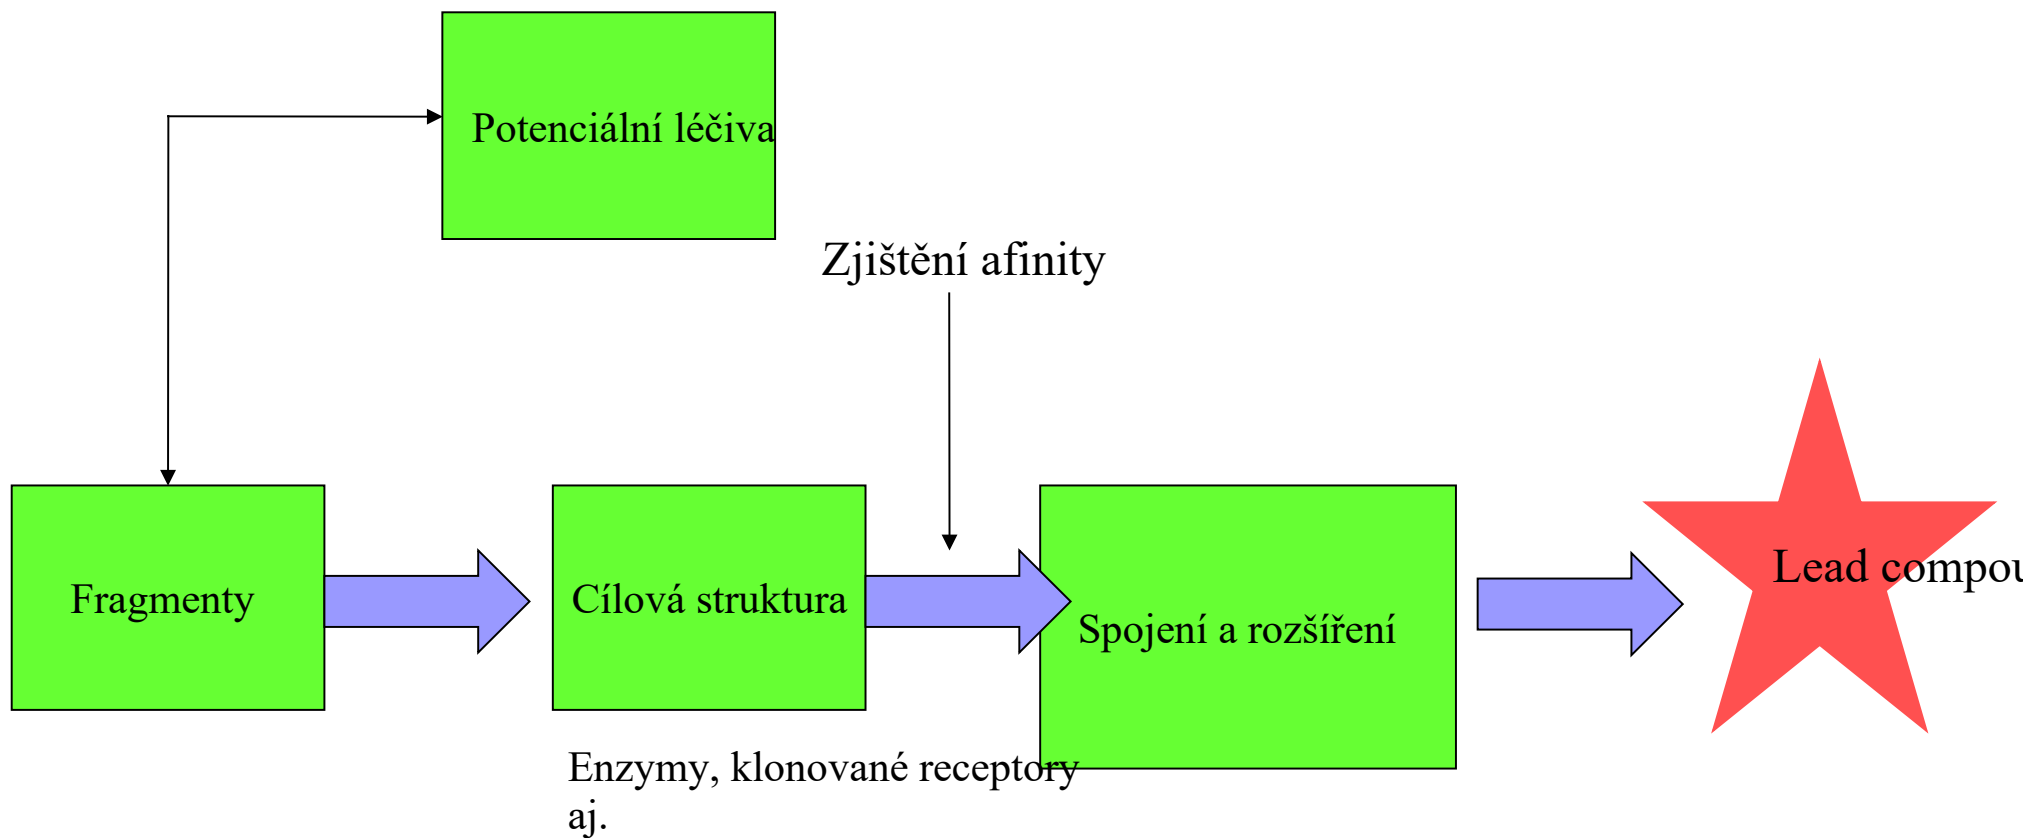 Potenciální léčiva
Zjištění afinity
Fragmenty
Cílová struktura
Spojení a rozšíření
Lead compou
Enzymy, klonované receptory
aj.